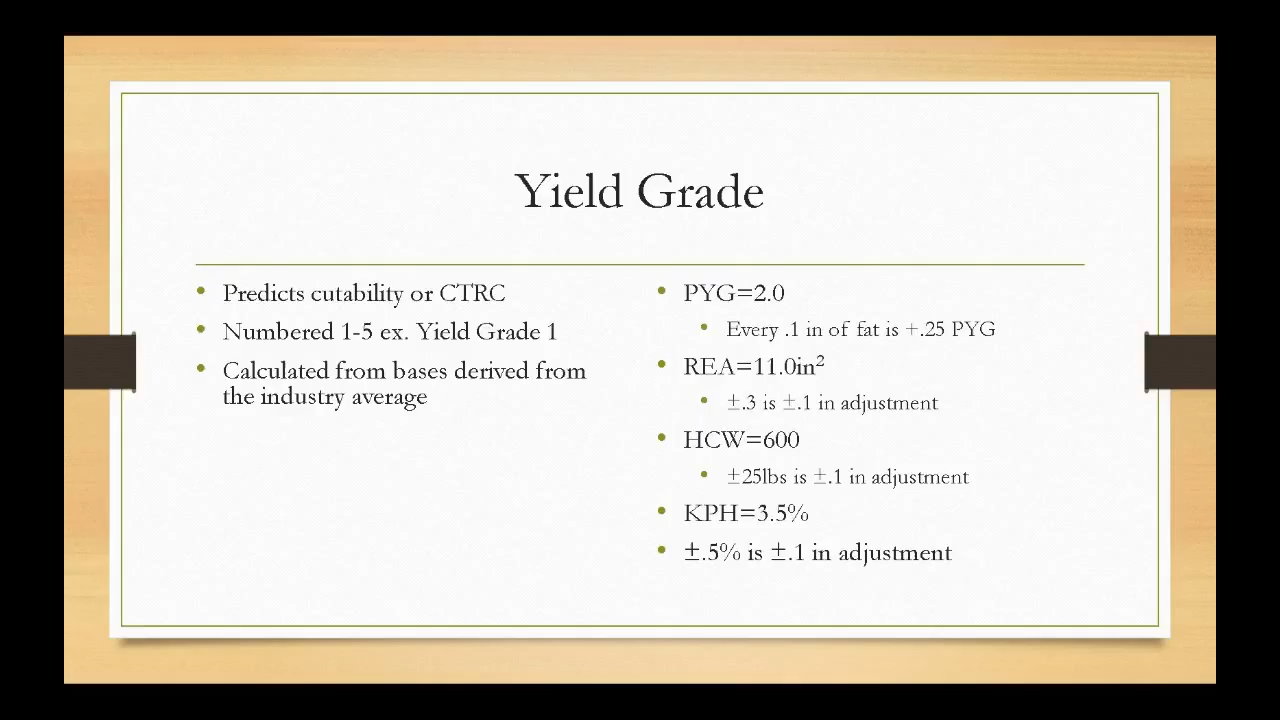 Yield Grade
Predicts cutability or CTRC
Numbered 1-5 ex. Yield Grade 1
Calculated from bases derived from
the industry average
PYG=2.0
Every .1 in of fat is +.25 PYG
REA=11.0in²
±.3 is ±.1 in adjustment
HCW=600
±25lbs is ±.1 in adjustment
KPH=3.5%
±.5% is ±.1 in adjustment